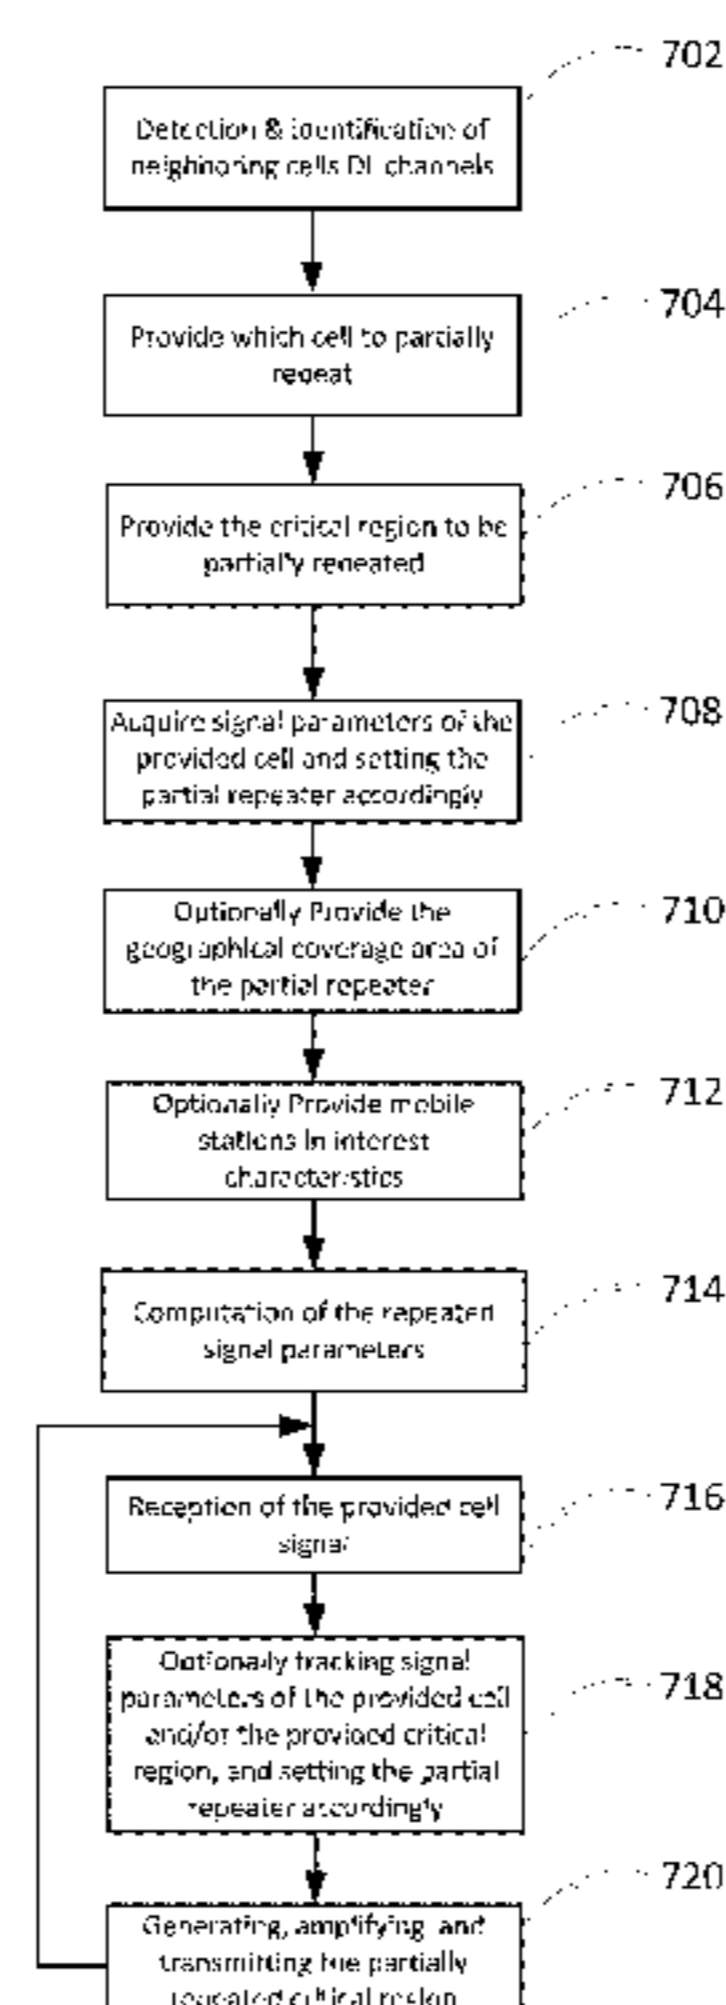 702
Detection & identification of
neighboring cells DL channels
704
Provide which cell to partially
repeat
706
Provide the critical region to be
partially repeated
708
Acquire signal parameters of the
provided cell and setting the
partial repeater accordingly
710
Optionally Provide the
geographical coverage area of
the partial repeater
712
Optionally Provide mobile
stations in interest
characteristics
714
Computation of the repeated
signal parameters
716
Reception of the provided cell
signal
718
Optionally tracking signal
parameters of the provided cell
and/or the provided critical
region, and setting the partial
repeater accordingly
720
Generating, amplifying and
transmitting the partially
repeated critical region